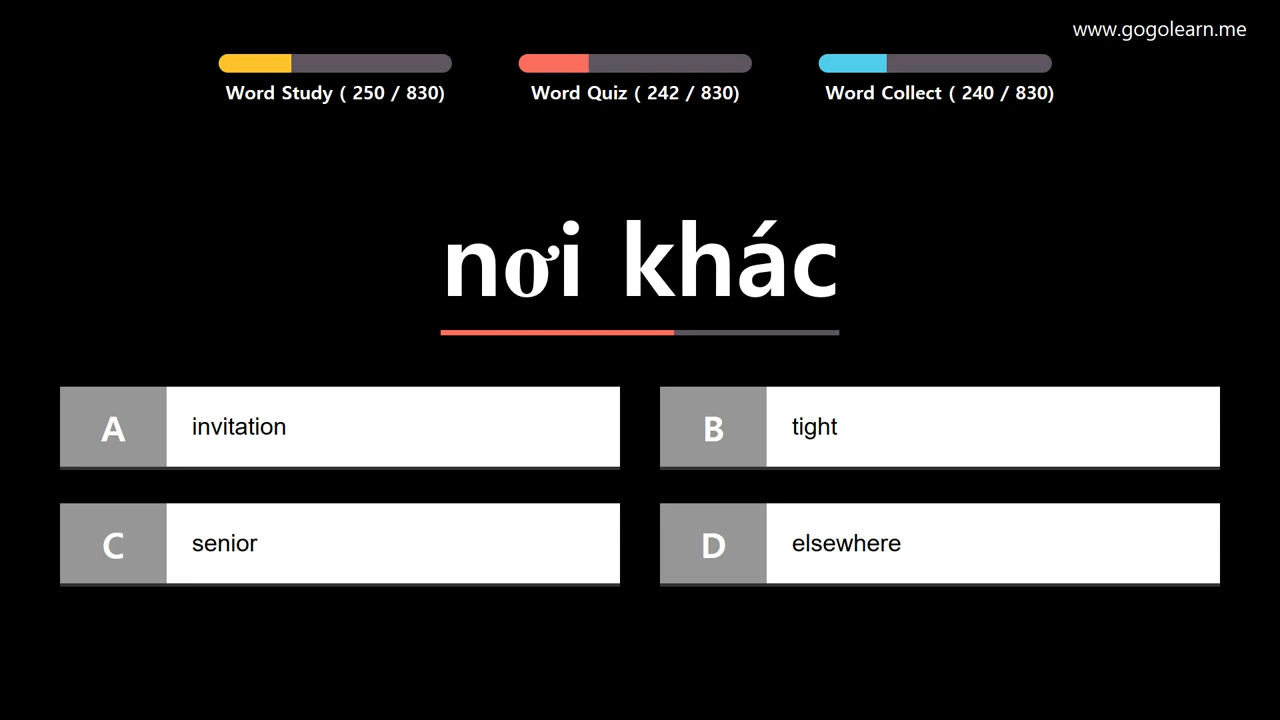 www.gogolearn.me
Word Study ( 250 / 830)
Word Quiz ( 242 / 830)
Word Collect ( 240 / 830)
nơi khác
A invitation
B tight
C senior
D elsewhere